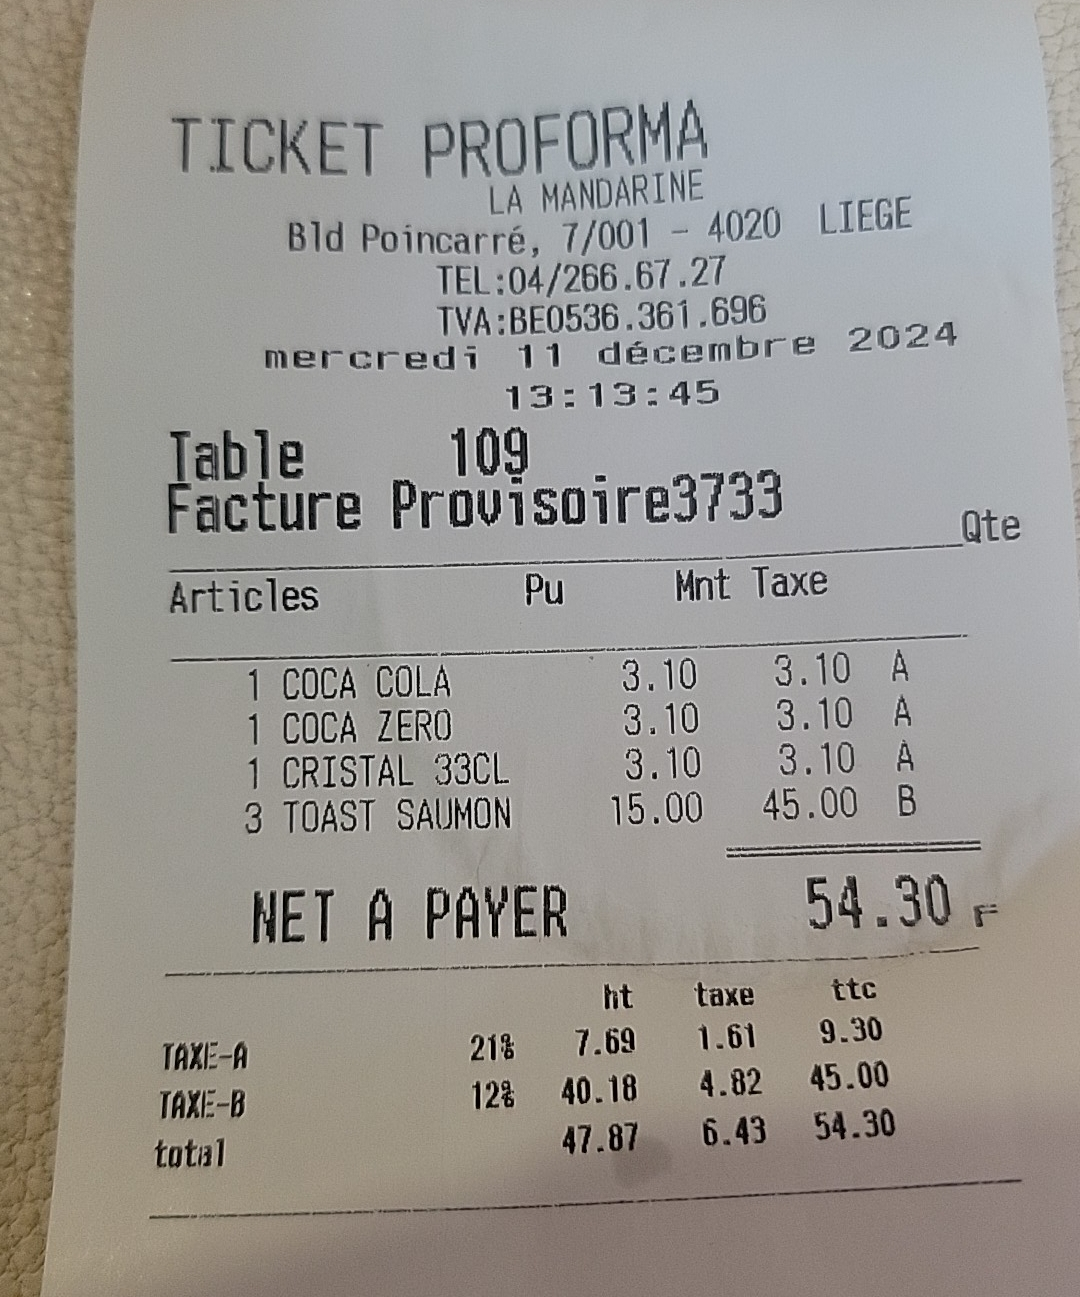 TICKET PROFORMA
LA MANDARINE
Bld Poincarré, 7/001 - 4020 LIEGE
TEL:04/266.67.27
TVA:BE0536.361.696
mercredi 11 décembre 2024
13:13:45
Table 109
Facture Provisoire3733
Qte
Articles Pu Mnt Taxe
1 COCA COLA 3.10 3.10 A
1 COCA ZERO 3.10 3.10 A
1 CRISTAL 33CL 3.10 3.10 A
3 TOAST SAUMON 15.00 45.00 B
NET A PAYER 54.30
ht taxe ttc
TAXE-A 21% 7.69 1.61 9.30
TAXE-B 12% 40.18 4.82 45.00
total 47.87 6.43 54.30